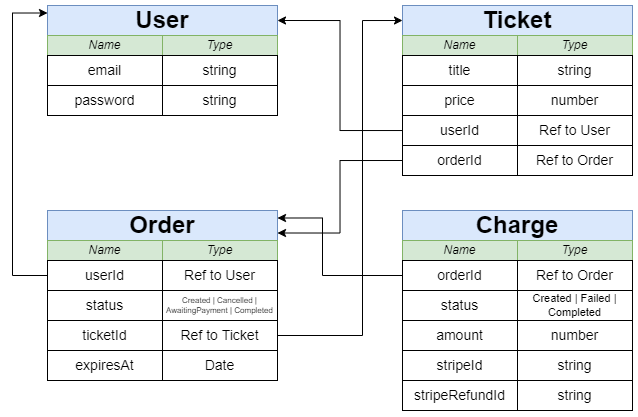 User
Name Type
email string
password string
Ticket
Name Type
title string
price number
userId Ref to User
orderId Ref to Order
Order
Name Type
userId Ref to User
status Created | Cancelled |
AwaitingPayment | Completed
ticketId Ref to Ticket
expiresAt Date
Charge
Name Type
orderId Ref to Order
status Created | Failed |
Completed
amount number
stripeId string
stripeRefundId string